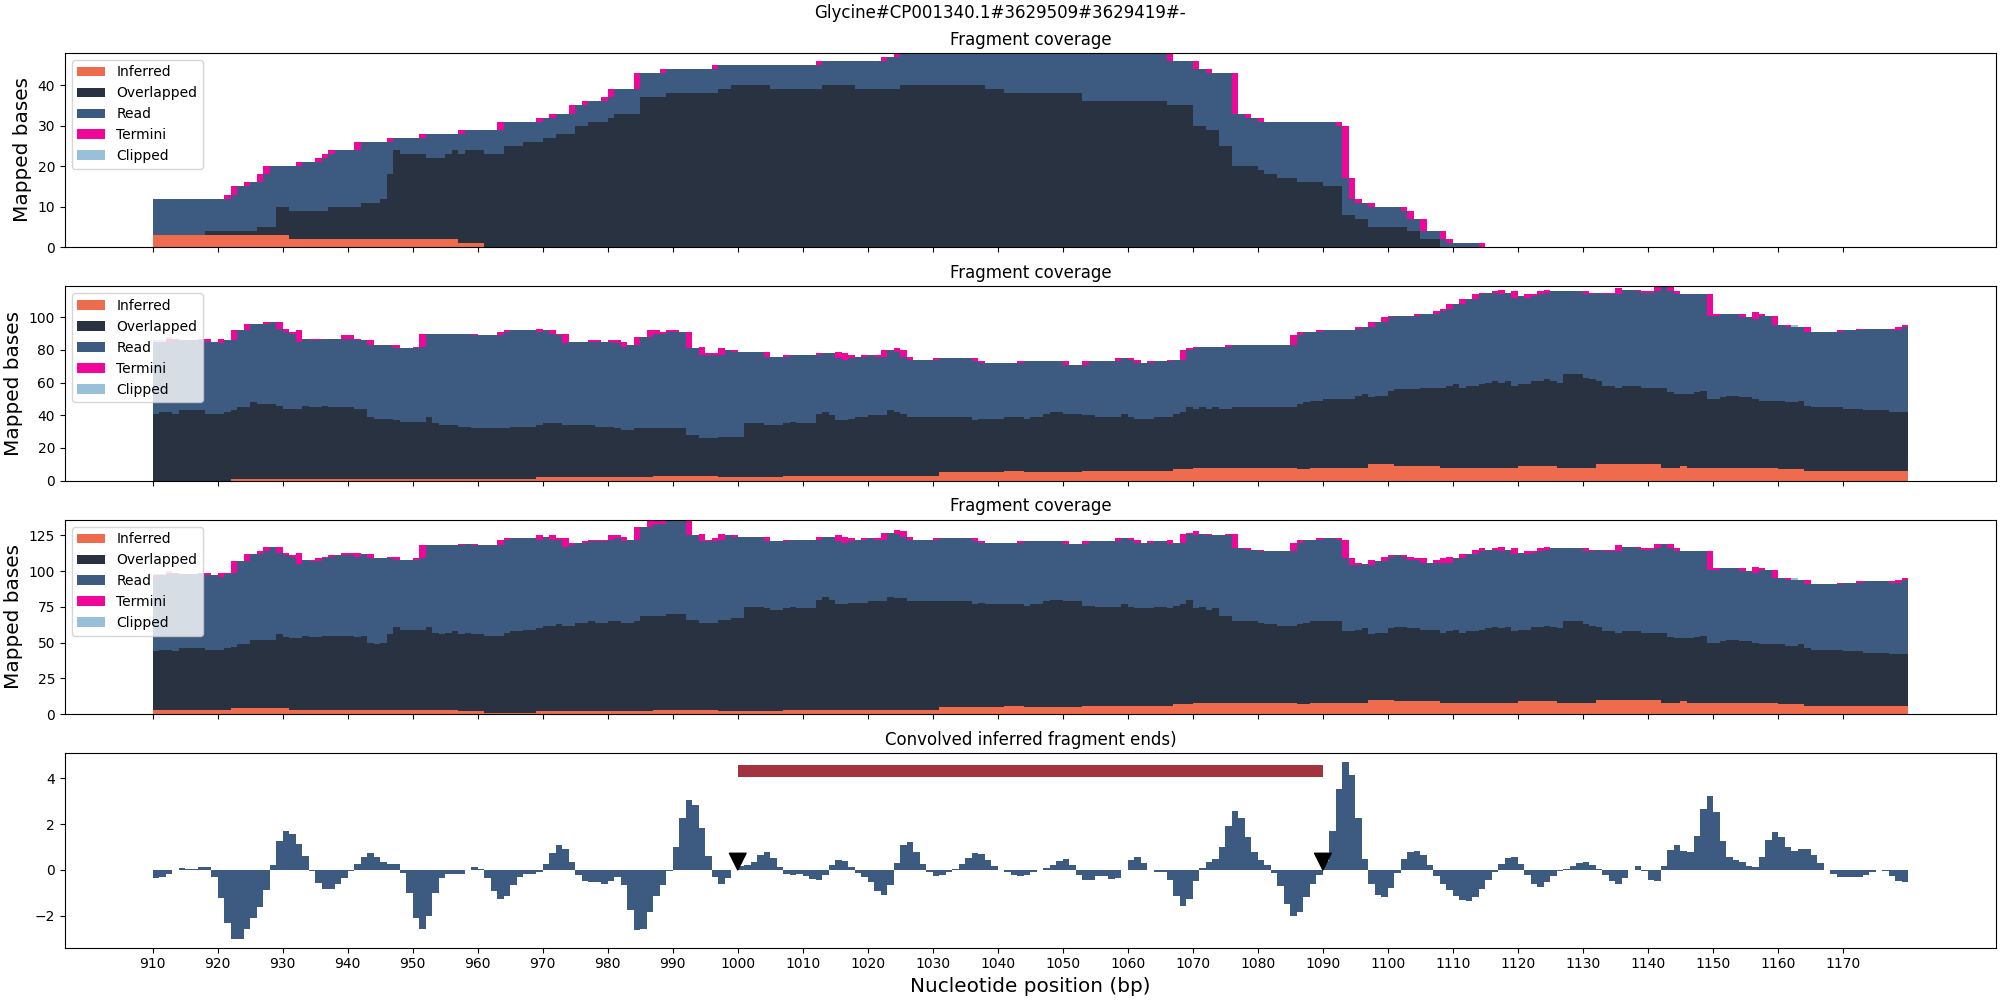 Glycine#CP001340.1#3629509#3629419#-
Fragment coverage
Mapped bases
40
30
20
10
0
Inferred
Overlapped
Read
Termini
Clipped
Fragment coverage
Mapped bases
100
80
60
40
20
0
Inferred
Overlapped
Read
Termini
Clipped
Fragment coverage
Mapped bases
125
100
75
50
25
0
Inferred
Overlapped
Read
Termini
Clipped
Convolved inferred fragment ends)
4
2
0
−2
910 920 930 940 950 960 970 980 990 1000 1010 1020 1030 1040 1050 1060 1070 1080 1090 1100 1110 1120 1130 1140 1150 1160 1170
Nucleotide position (bp)